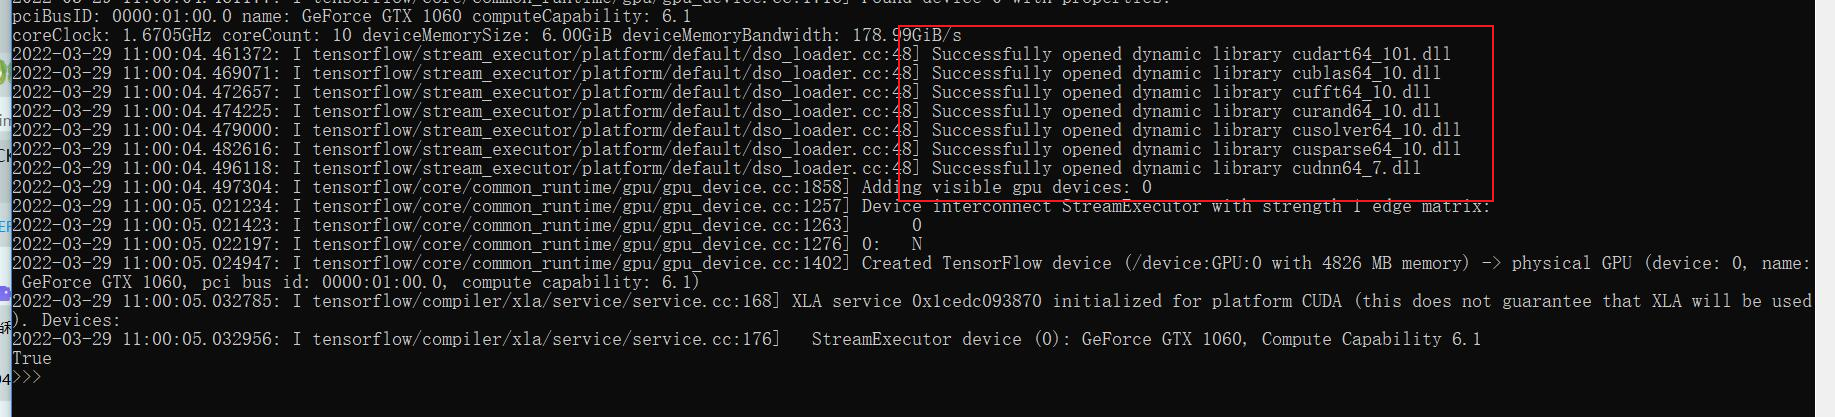 pciBusID: 0000:01:00.0 name: GeForce GTX 1060 computeCapability: 6.1
coreClock: 1.6705GHz coreCount: 10 deviceMemorySize: 6.00GiB deviceMemoryBandwidth: 178.99GiB/s
2022-03-29 11:00:04.461372: I tensorflow/stream_executor/platform/default/dso_loader.cc:48] Successfully opened dynamic library cudart64_101.dll
2022-03-29 11:00:04.469071: I tensorflow/stream_executor/platform/default/dso_loader.cc:48] Successfully opened dynamic library cublas64_10.dll
2022-03-29 11:00:04.472657: I tensorflow/stream_executor/platform/default/dso_loader.cc:48] Successfully opened dynamic library cufft64_10.dll
2022-03-29 11:00:04.474225: I tensorflow/stream_executor/platform/default/dso_loader.cc:48] Successfully opened dynamic library curand64_10.dll
2022-03-29 11:00:04.479000: I tensorflow/stream_executor/platform/default/dso_loader.cc:48] Successfully opened dynamic library cusolver64_10.dll
2022-03-29 11:00:04.482616: I tensorflow/stream_executor/platform/default/dso_loader.cc:48] Successfully opened dynamic library cusparse64_10.dll
2022-03-29 11:00:04.496118: I tensorflow/stream_executor/platform/default/dso_loader.cc:48] Successfully opened dynamic library cudnn64_7.dll
2022-03-29 11:00:04.497304: I tensorflow/core/common_runtime/gpu/gpu_device.cc:1858] Adding visible gpu devices: 0
2022-03-29 11:00:05.021234: I tensorflow/core/common_runtime/gpu/gpu_device.cc:1257] Device interconnect StreamExecutor with strength 1 edge matrix:
2022-03-29 11:00:05.021423: I tensorflow/core/common_runtime/gpu/gpu_device.cc:1263]      0
2022-03-29 11:00:05.022197: I tensorflow/core/common_runtime/gpu/gpu_device.cc:1276] 0:   N
2022-03-29 11:00:05.024947: I tensorflow/core/common_runtime/gpu/gpu_device.cc:1402] Created TensorFlow device (/device:GPU:0 with 4826 MB memory) -> physical GPU (device: 0, name:
GeForce GTX 1060, pci bus id: 0000:01:00.0, compute capability: 6.1)
2022-03-29 11:00:05.032785: I tensorflow/compiler/xla/service/service.cc:168] XLA service 0x1cedc093870 initialized for platform CUDA (this does not guarantee that XLA will be used
). Devices:
2022-03-29 11:00:05.032956: I tensorflow/compiler/xla/service/service.cc:176]   StreamExecutor device (0): GeForce GTX 1060, Compute Capability 6.1
True
>>>